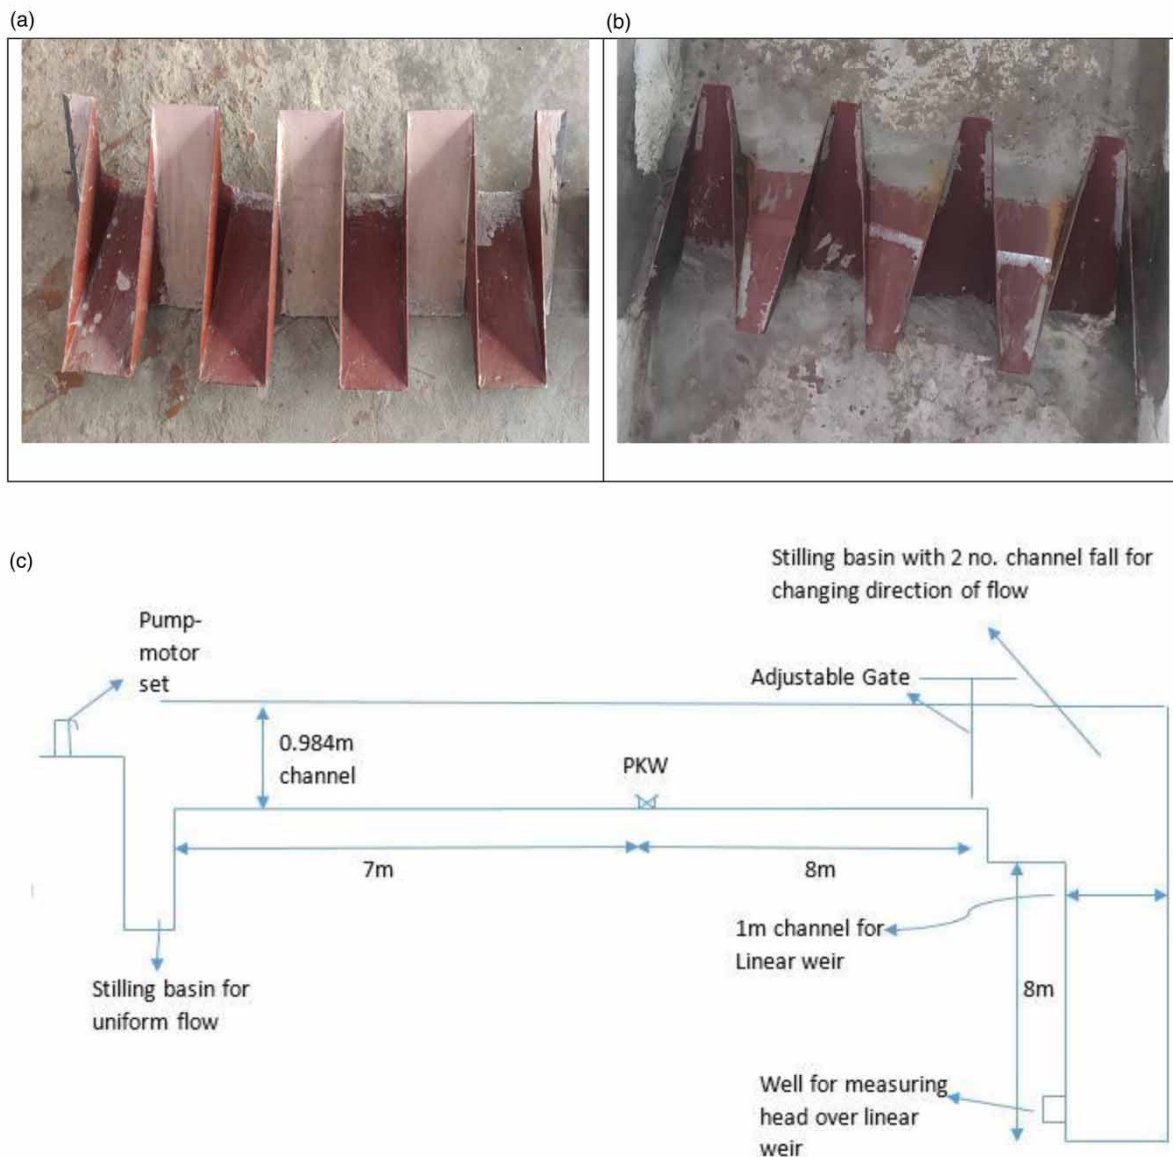 (a)
(b)
(c)
Stilling basin with 2 no. channel fall for
changing direction of flow
Pump-
motor
set
Adjustable Gate
0.984m
channel
PKW
7m
8m
1m channel for
Linear weir
8m
Stilling basin for
uniform flow
Well for measuring
head over linear
weir